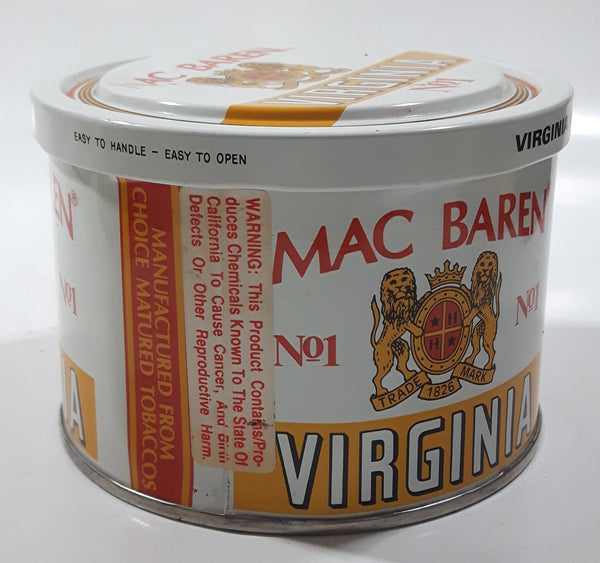 MAC BAREN
VIRGINIA
No1
EASY TO HANDLE – EASY TO OPEN
VIRGINIA
EN®
No1
A
MANUFACTURED FROM
CHOICE MATURED TOBACCOS
WARNING: This Product Contains/Pro-
duces Chemicals Known To The State Of
California To Cause Cancer, And Birth
Defects Or Other Reproductive Harm.
MAC BAREN®
No1
No1
H
H
TRADE 1826 MARK
VIRGINIA